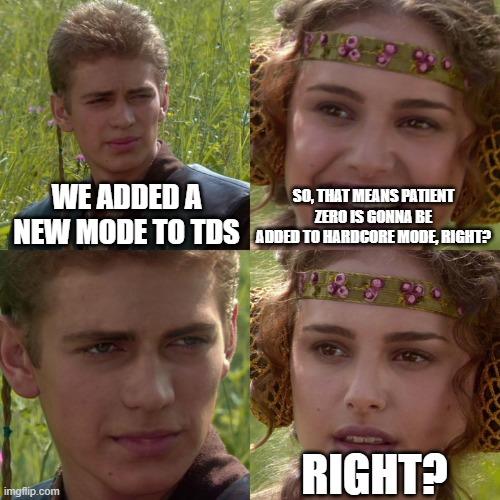 WE ADDED A
NEW MODE TO TDS
SO, THAT MEANS PATIENT
ZERO IS GONNA BE
ADDED TO HARDCORE MODE, RIGHT?
RIGHT?
imgflip.com